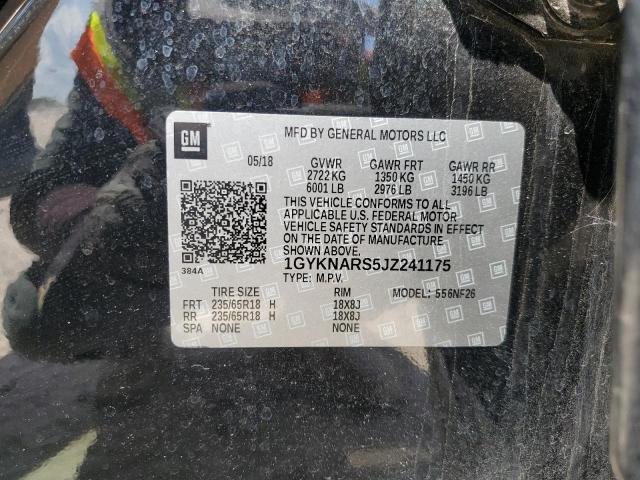 GM
MFD BY GENERAL MOTORS LLC
05/18 GVWR GAWR FRT GAWR RR
2722 KG 1350 KG 1450 KG
6001 LB 2976 LB 3196 LB
THIS VEHICLE CONFORMS TO ALL
APPLICABLE U.S. FEDERAL MOTOR
VEHICLE SAFETY STANDARDS IN EFFECT
ON THE DATE OF MANUFACTURE
SHOWN ABOVE.
384A
1GYKNARS5JZ241175
TYPE: M.P.V.
TIRE SIZE RIM MODEL: 556NF26
FRT 235/65R18 H 18X8J
RR 235/65R18 H 18X8J
SPA NONE NONE